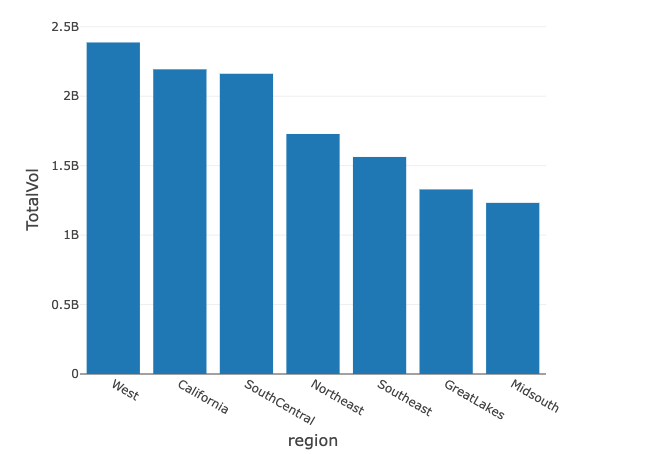 2.5B
2B
1.5B
1B
0.5B
0
TotalVol
West
California
SouthCentral
Northeast
Southeast
GreatLakes
Midsouth
region